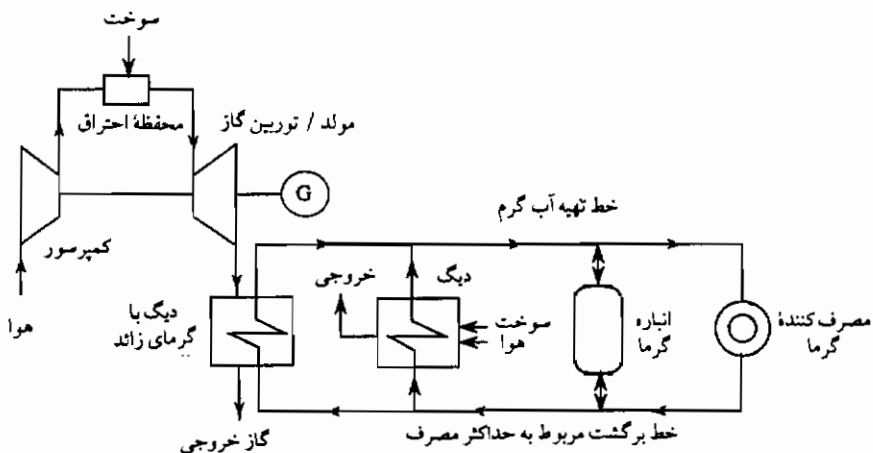 سوخت
محفظهٔ احتراق
مولد / توربین گاز
G
کمپرسور
هوا
خط تهیه آب گرم
دیگ با
گرمای زائد
گاز خروجی
خروجی
دیگ
سوخت
هوا
انباره
گرما
مصرف‌کنندهٔ
گرما
خط برگشت مربوط به حداکثر مصرف